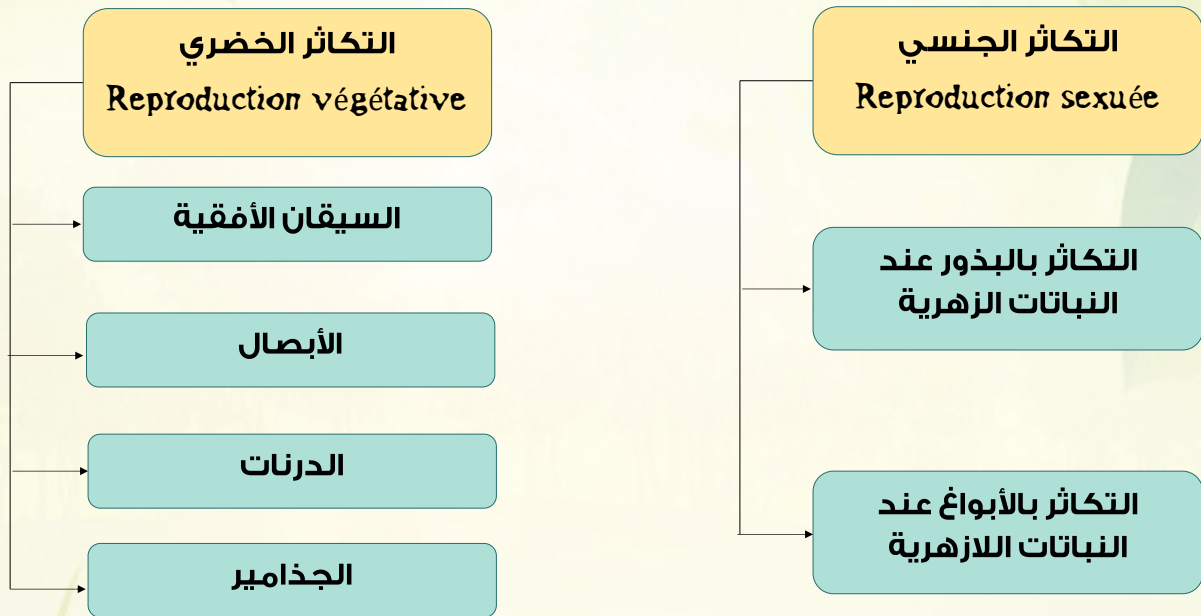 التكاثر الجنسي
Reproduction sexuée
التكاثر بالبذور عند
النباتات الزهرية
التكاثر بالأبواغ عند
النباتات اللازهرية
التكاثر الخضري
Reproduction végétative
السيقان الأفقية
الأبصال
الدرنات
الجذامير